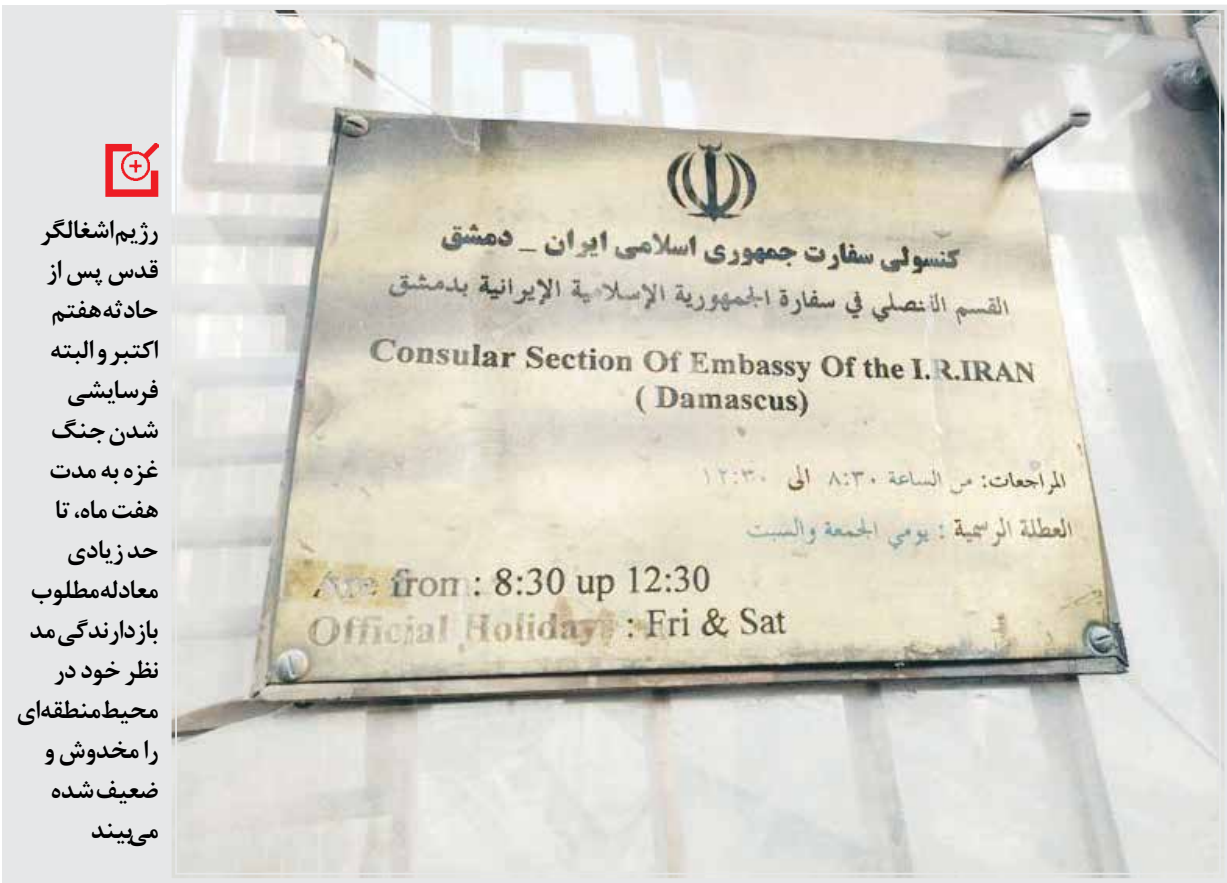 کنسولی سفارت جمهوری اسلامی ایران _ دمشق
القسم القنصلي في سفارة الجمهورية الإسلامية الإيرانية بدمشق
Consular Section Of Embassy Of the I.R.IRAN
( Damascus)
المراجعات: من الساعة ٨:٣٠ الى ١٢:٣٠
العطلة الرسمية : يومي الجمعة والسبت
Are from : 8:30 up 12:30
Official Holidays : Fri & Sat
رژیم‌اشغالگر
قدس پس از
حادثه‌هفتم
اکتبر و البته
فرسایشی
شدن جنگ
غزه به مدت
هفت ماه، تا
حد زیادی
معادله‌مطلوب
بازدارندگی‌مد
نظر خود در
محیط‌منطقه‌ای
را مخدوش و
ضعیف‌شده
می‌بیند